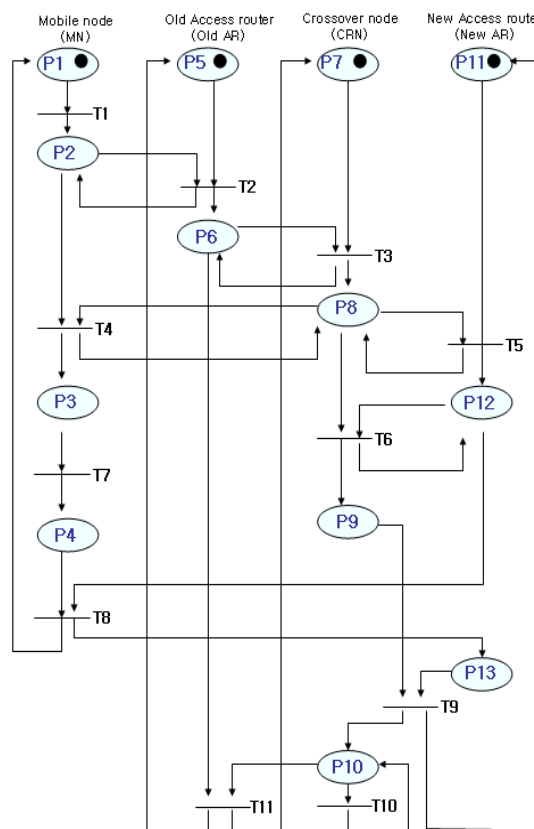 Mobile node
(MN)
Old Access router
(Old AR)
Crossover node
(CRN)
New Access route
(New AR)
P1
P5
P7
P11
T1
P2
T2
P6
T3
P8
T4
T5
P3
P12
T6
T7
P9
P4
T8
P13
T9
P10
T11
T10